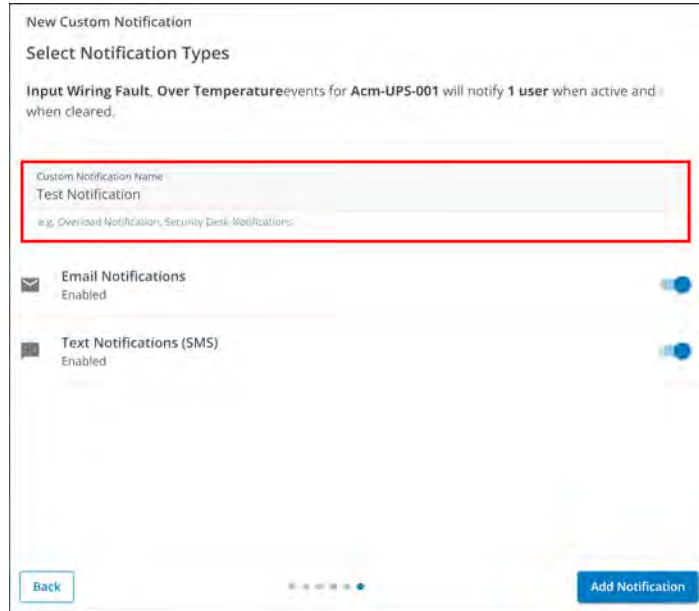 New Custom Notification
Select Notification Types
Input Wiring Fault, Over Temperatureevents for Acm-UPS-001 will notify 1 user when active and
when cleared.
Custom Notification Name
Test Notification
e.g. Overload Notification, Security Desk Notifications
Email Notifications
Enabled
Text Notifications (SMS)
Enabled
Back
Add Notification